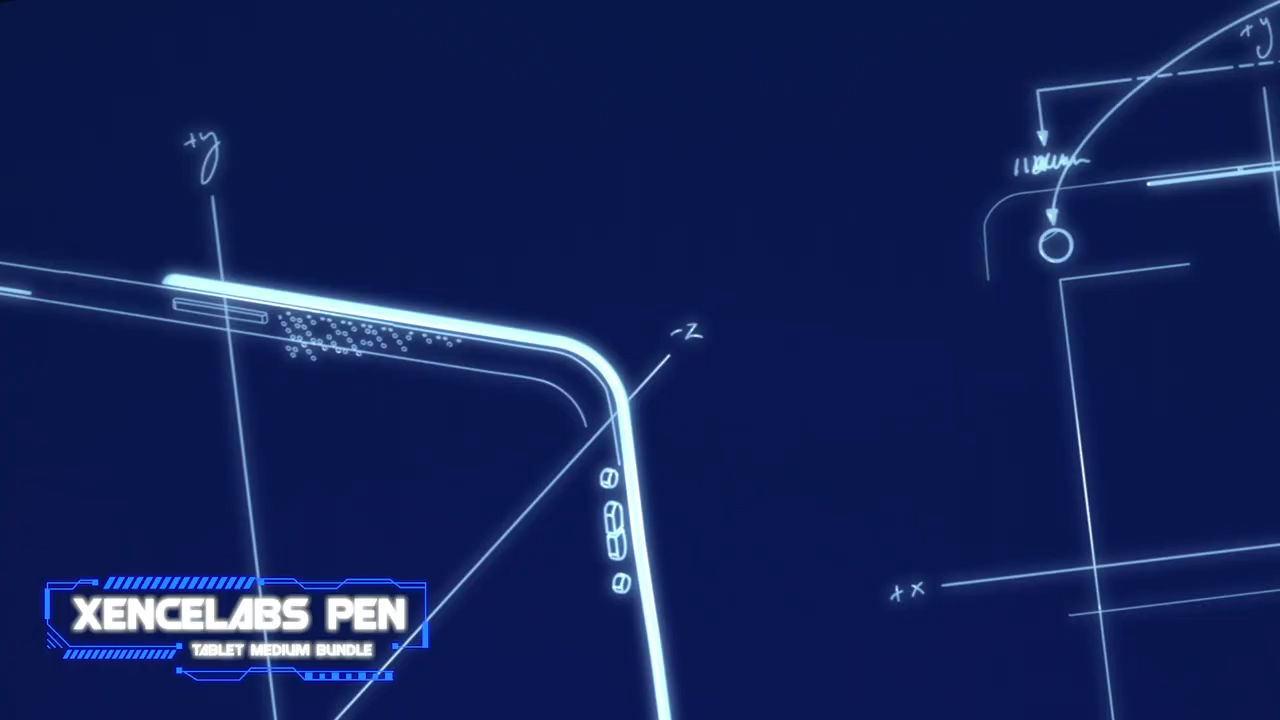 +y
+y
-z
+x
XENCELABS PEN
TABLET MEDIUM BUNDLE